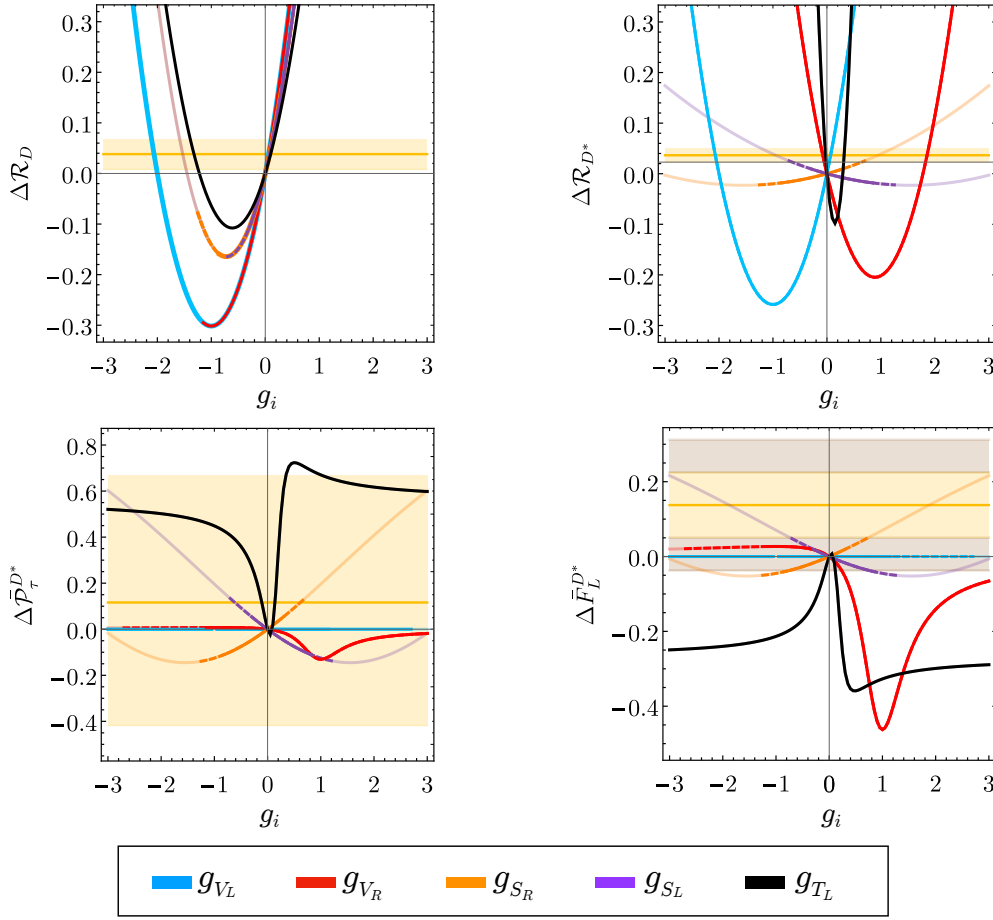 0.3
0.2
0.1
0.0
−0.1
−0.2
−0.3
Δℛ_D
−3 −2 −1 0 1 2 3
g_i
0.3
0.2
0.1
0.0
−0.1
−0.2
−0.3
Δℛ_{D*}
−3 −2 −1 0 1 2 3
g_i
0.8
0.6
0.4
0.2
0.0
−0.2
−0.4
Δ𝒫̄_τ^{D*}
−3 −2 −1 0 1 2 3
g_i
0.2
0.0
−0.2
−0.4
ΔF̄_L^{D*}
−3 −2 −1 0 1 2 3
g_i
g_{V_L} g_{V_R} g_{S_R} g_{S_L} g_{T_L}